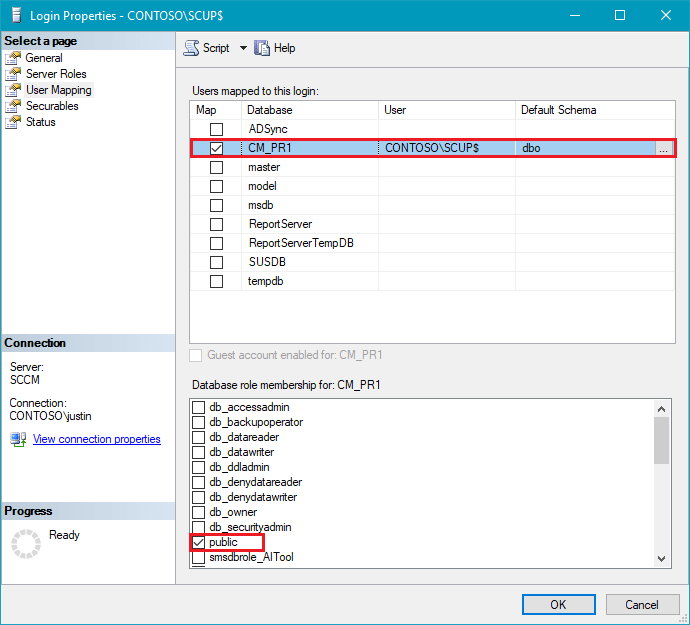 Login Properties - CONTOSO\SCUP$
Select a page
General
Server Roles
User Mapping
Securables
Status
Connection
Server:
SCCM
Connection:
CONTOSO\justin
View connection properties
Progress
Ready
Script
Help
Users mapped to this login:
Map Database User Default Schema
ADSync
CM_PR1 CONTOSO\SCUP$ dbo ...
master
model
msdb
ReportServer
ReportServerTempDB
SUSDB
tempdb
Guest account enabled for: CM_PR1
Database role membership for: CM_PR1
db_accessadmin
db_backupoperator
db_datareader
db_datawriter
db_ddladmin
db_denydatareader
db_denydatawriter
db_owner
db_securityadmin
public
smsdbrole_AITool
OK Cancel